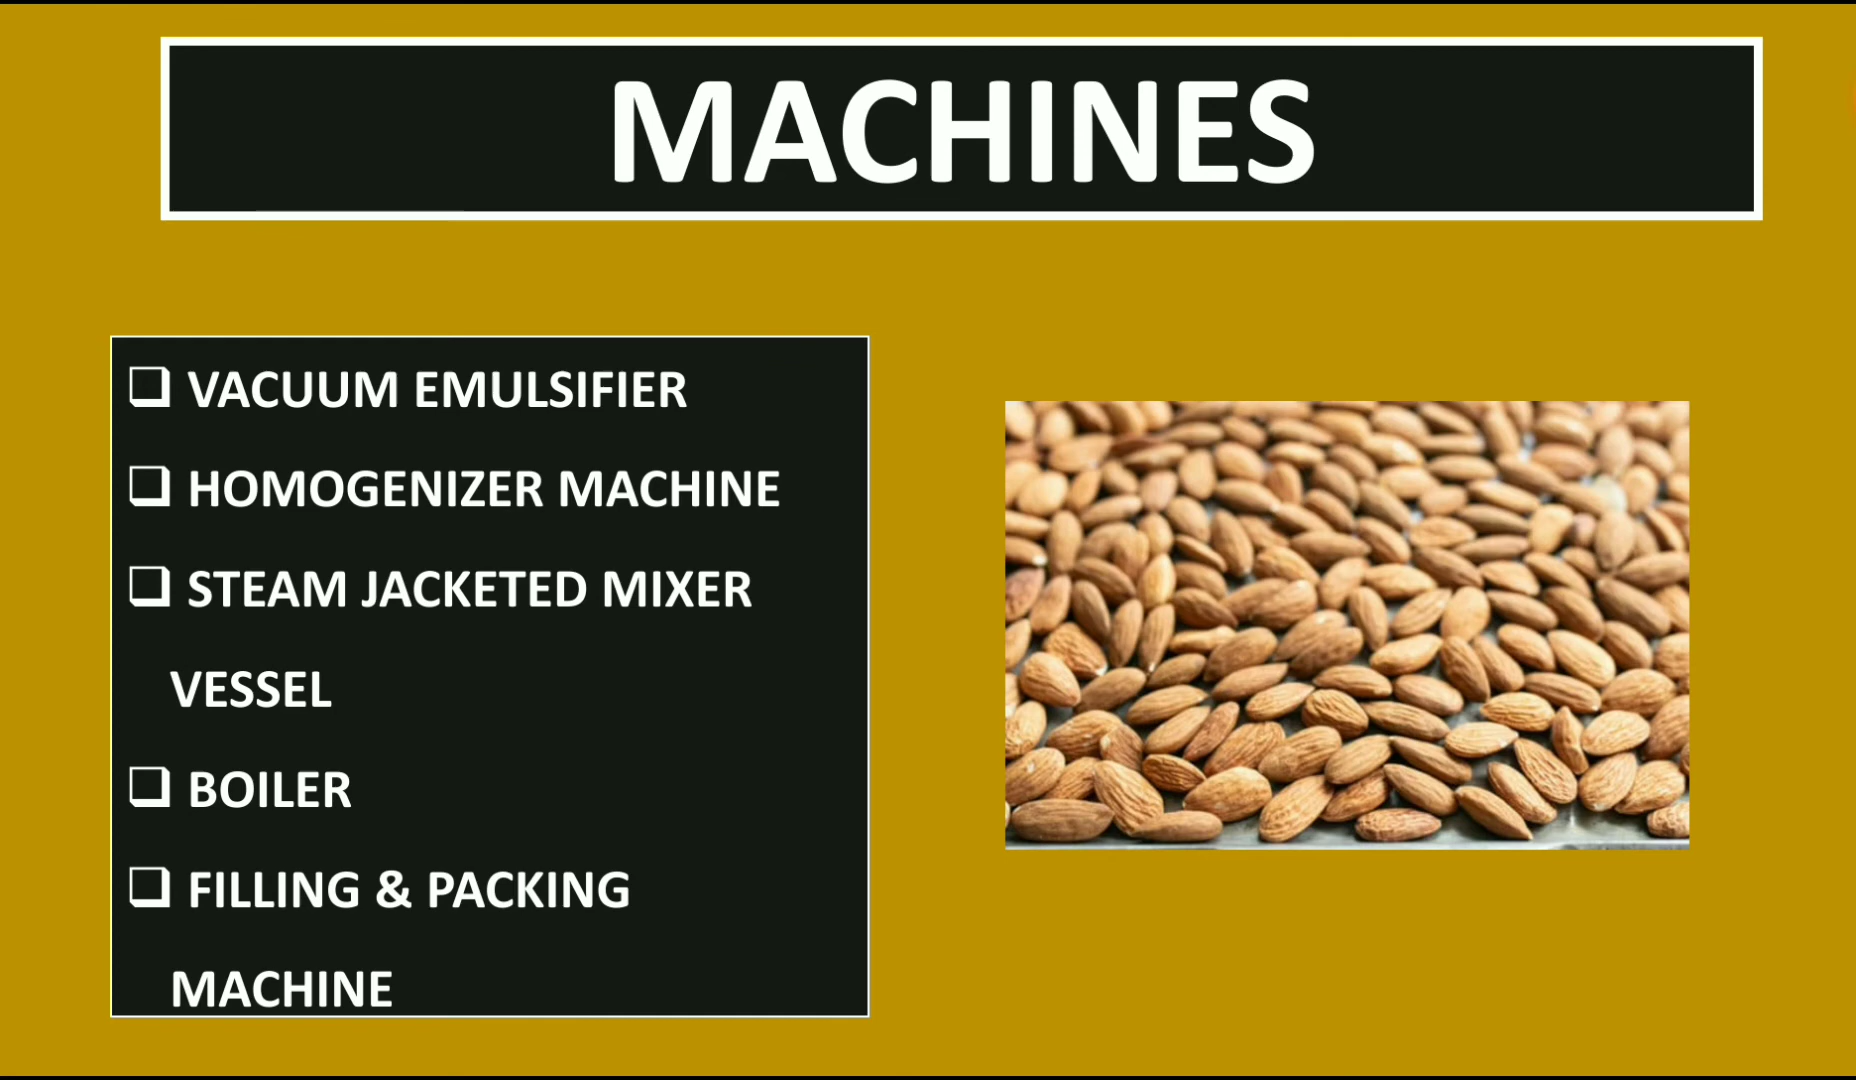 MACHINES
❑ VACUUM EMULSIFIER
❑ HOMOGENIZER MACHINE
❑ STEAM JACKETED MIXER
VESSEL
❑ BOILER
❑ FILLING & PACKING
MACHINE